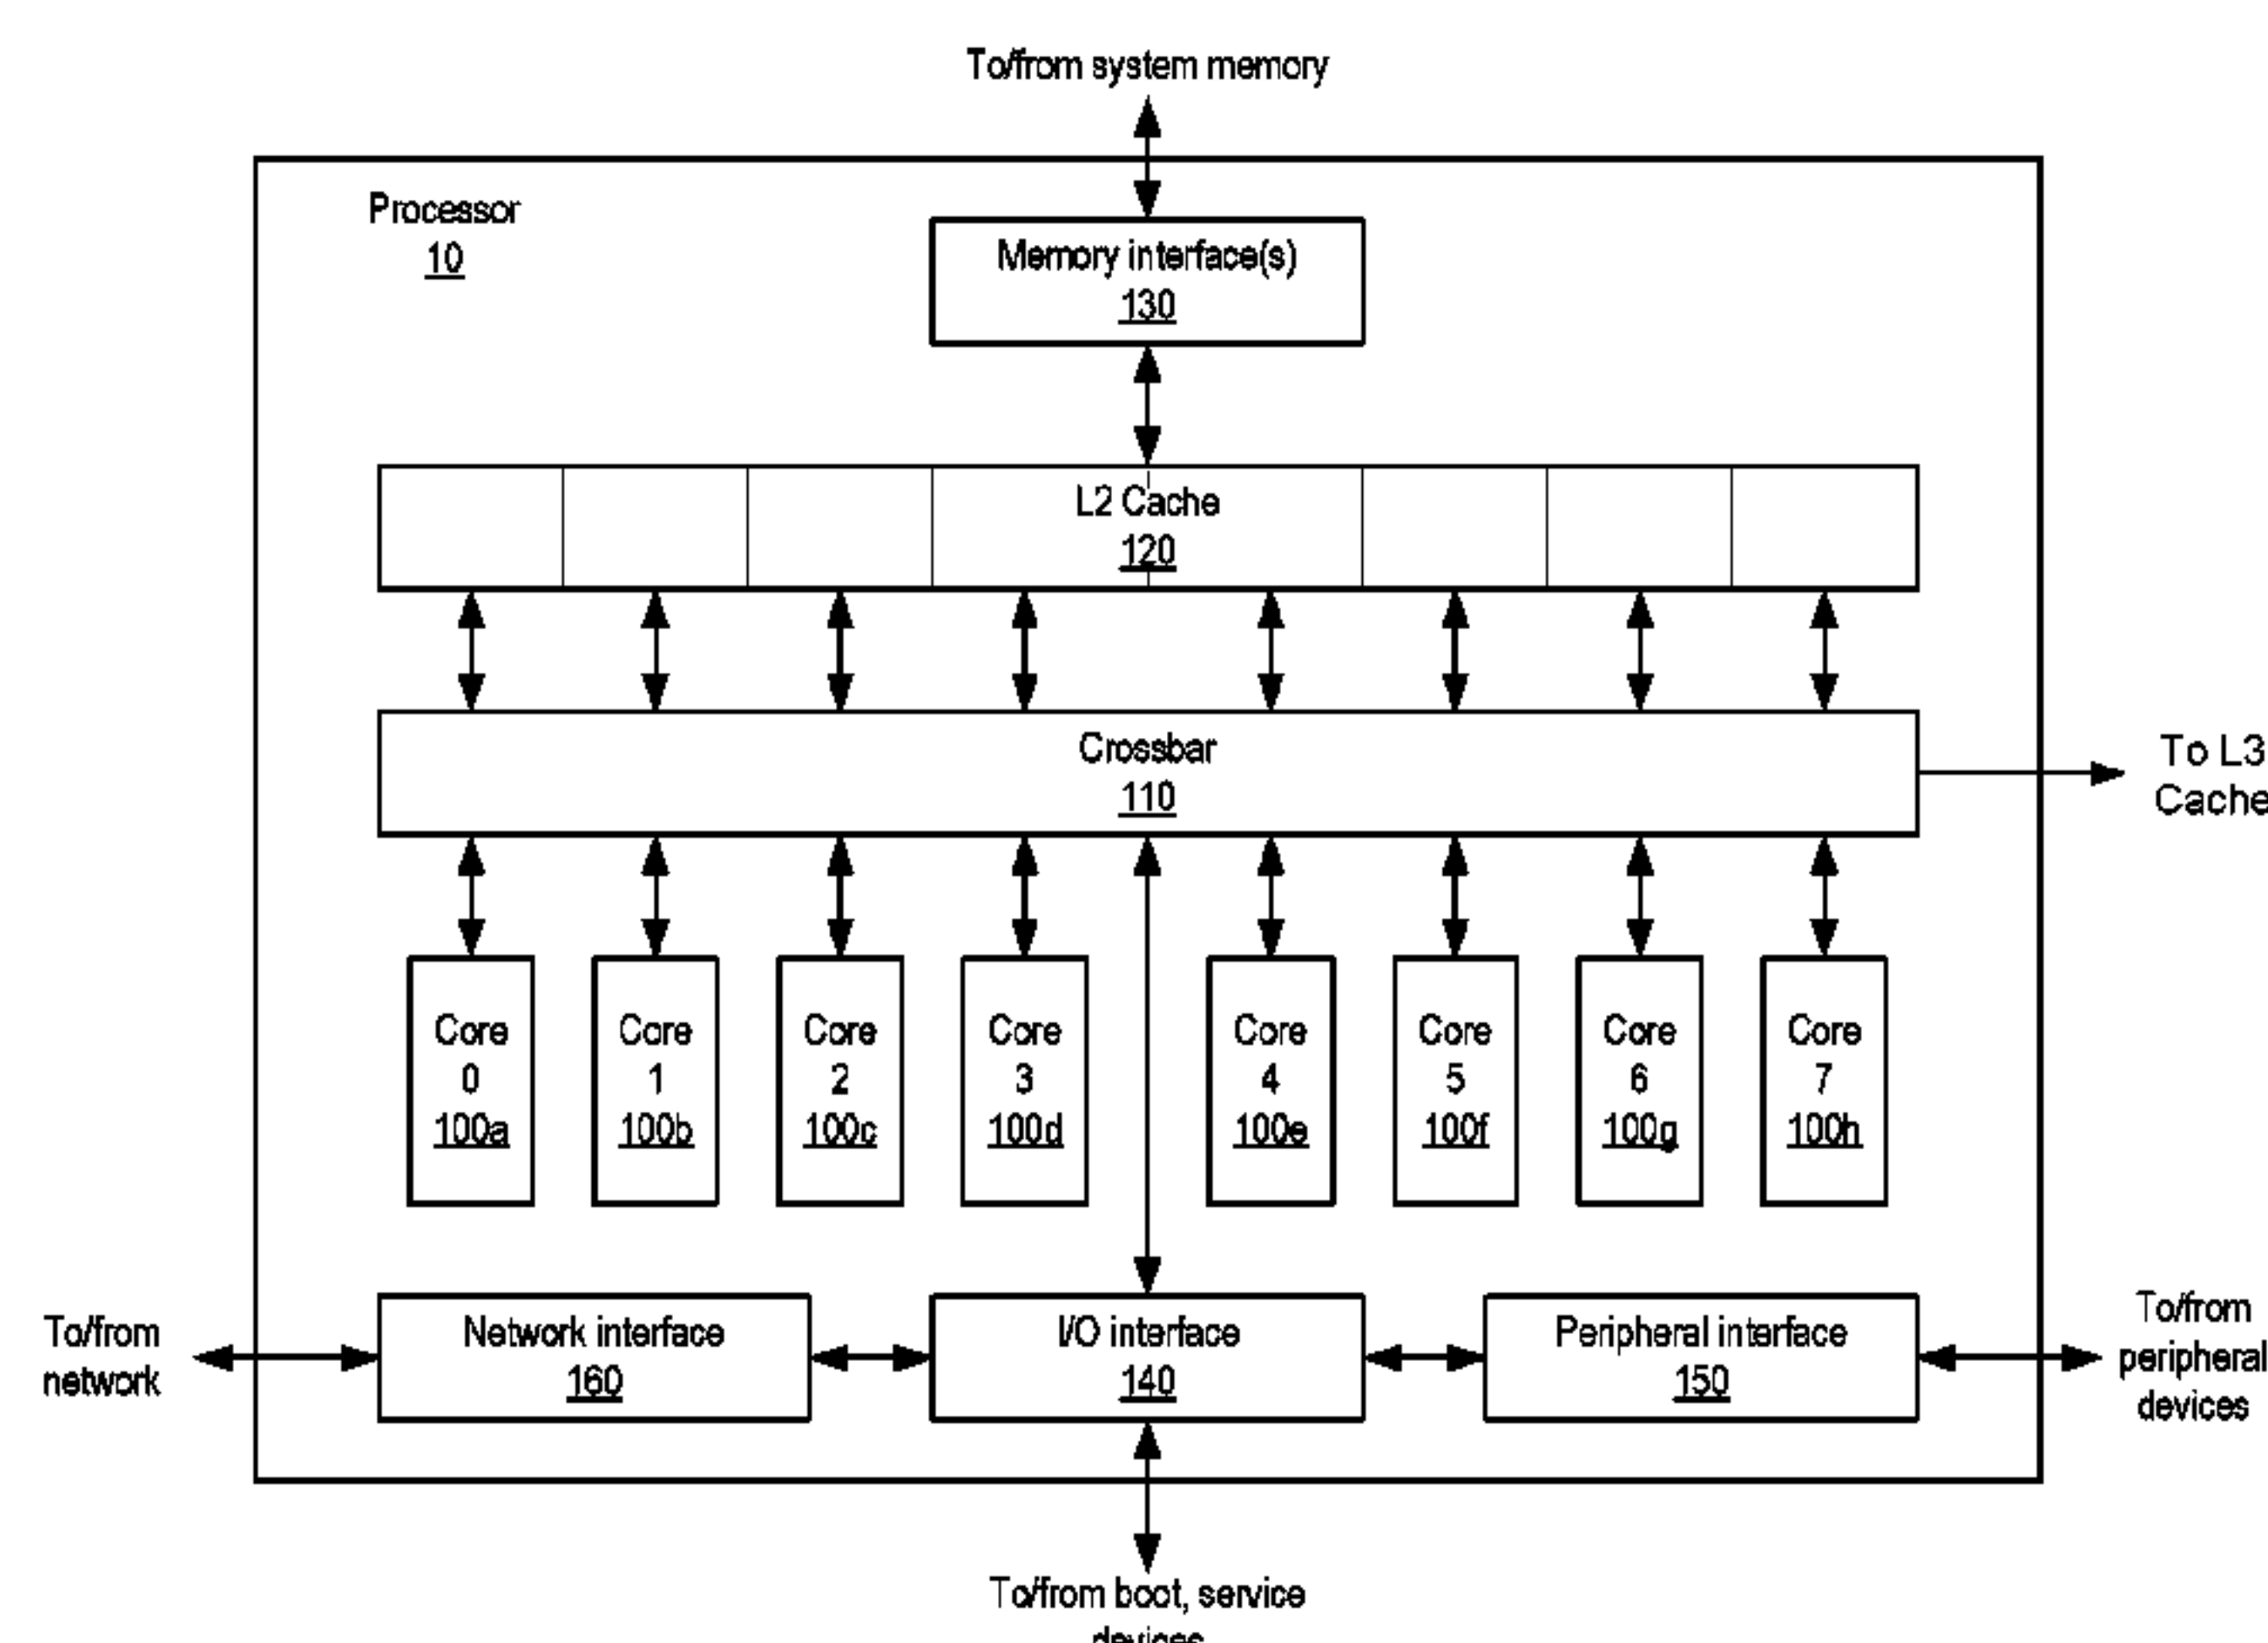 To/from system memory
Processor
10
Memory interface(s)
130
L2 Cache
120
Crossbar
110
To L3
Cache
Core
0
100a
Core
1
100b
Core
2
100c
Core
3
100d
Core
4
100e
Core
5
100f
Core
6
100g
Core
7
100h
To/from
network
Network interface
160
I/O interface
140
Peripheral interface
150
To/from
peripheral
devices
To/from boot, service
devices